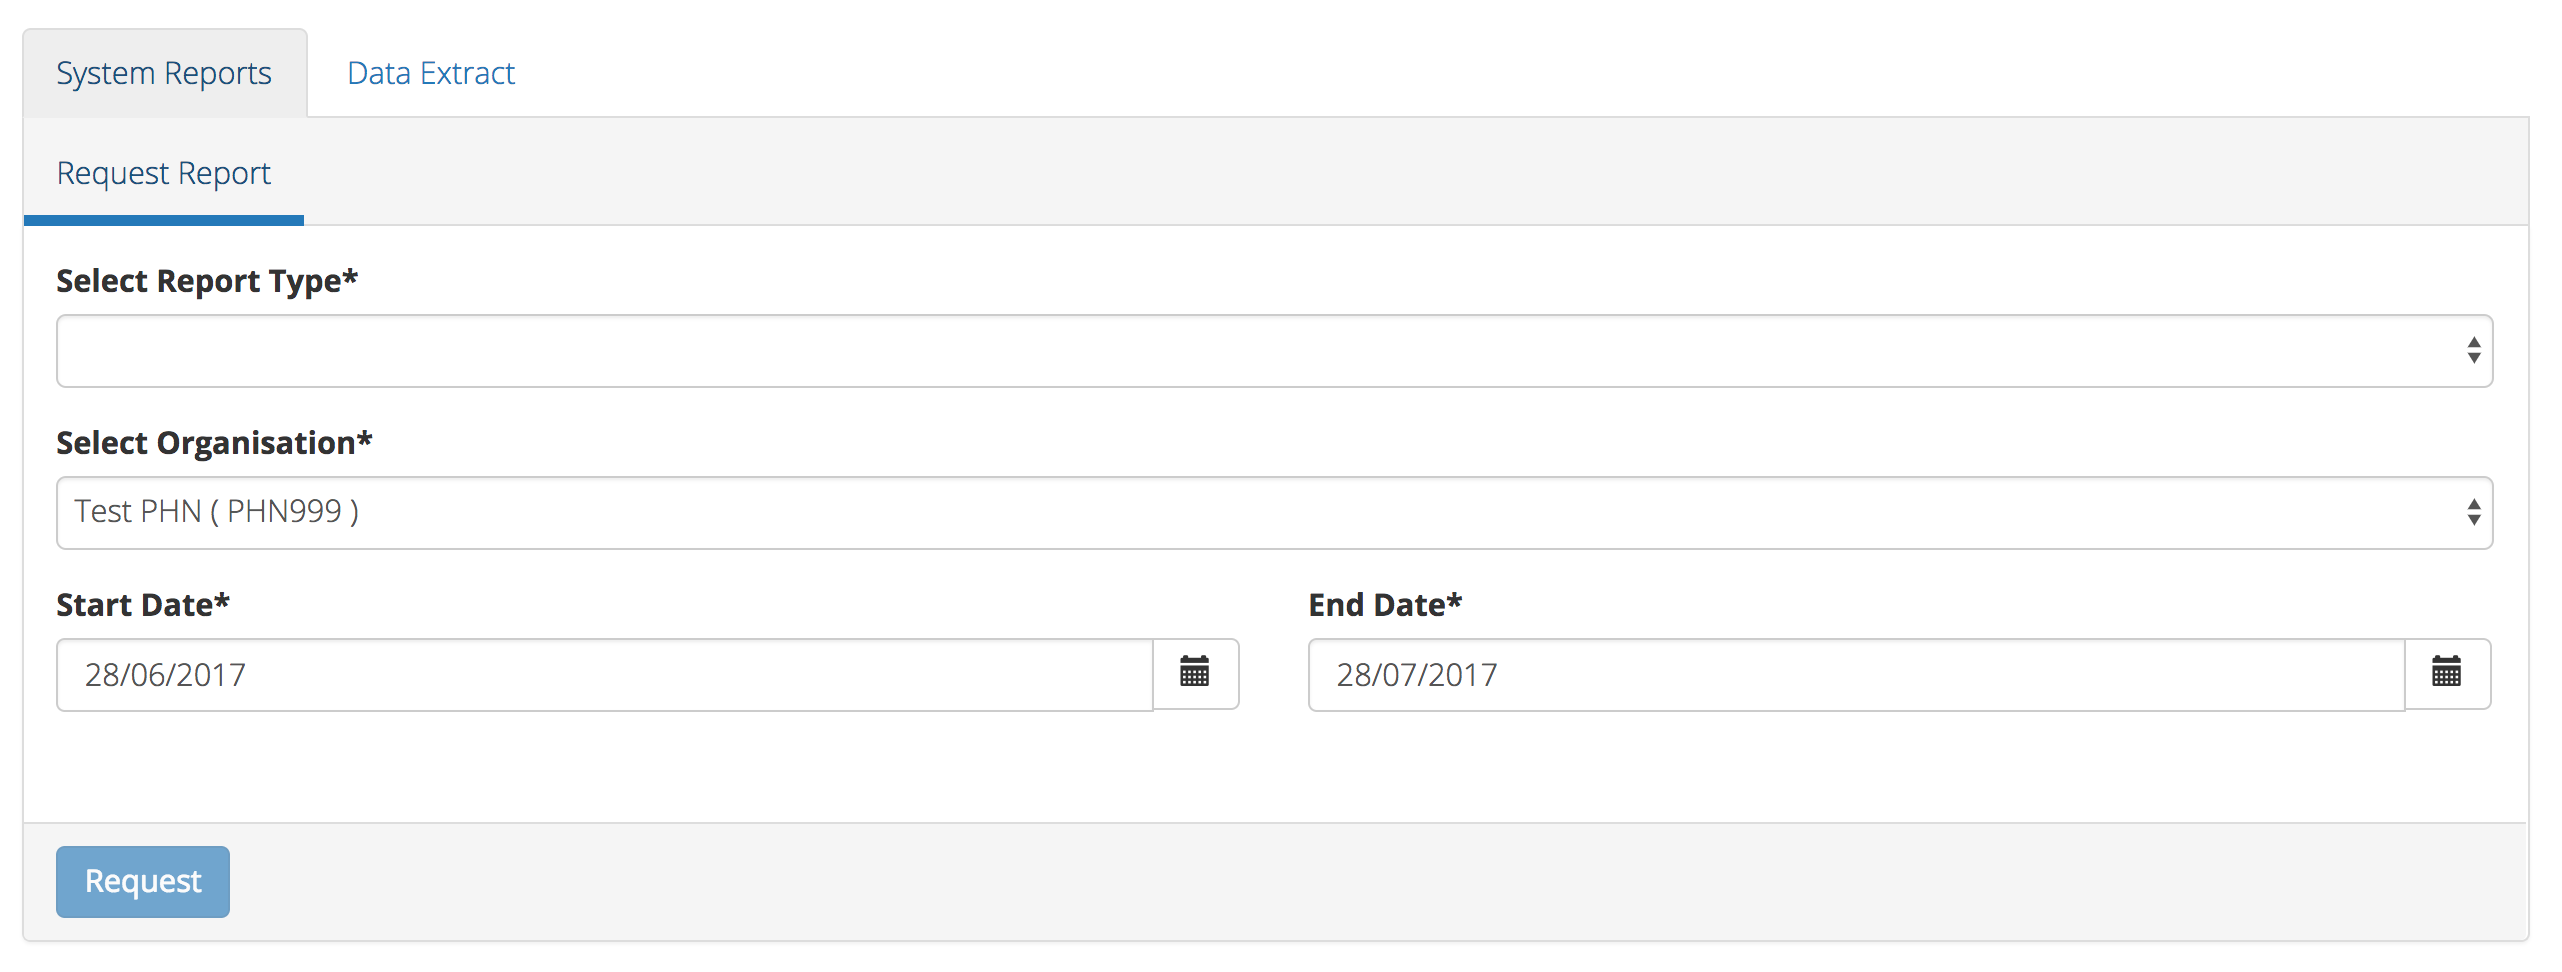 System Reports Data Extract
Request Report
Select Report Type*
Select Organisation*
Test PHN ( PHN999 )
Start Date* End Date*
28/06/2017 28/07/2017
Request